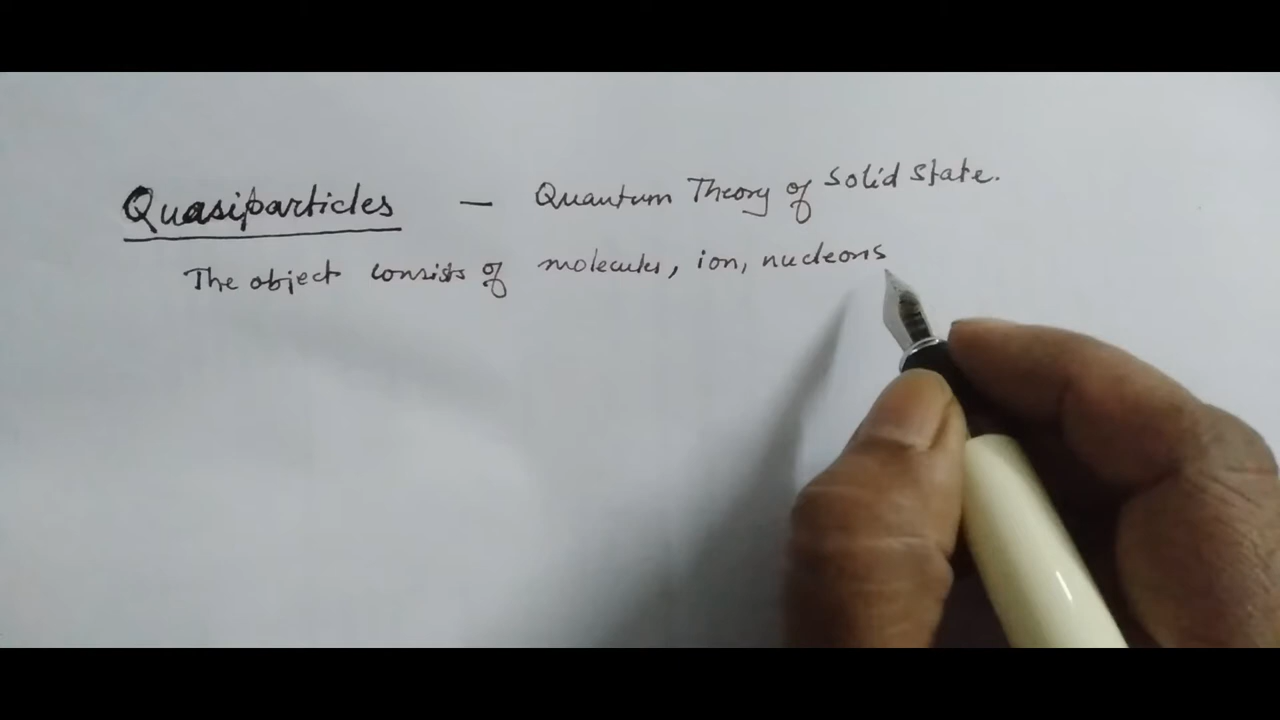 Quasiparticles — Quantum Theory of Solid State.
The object consists of molecules, ion, nucleons